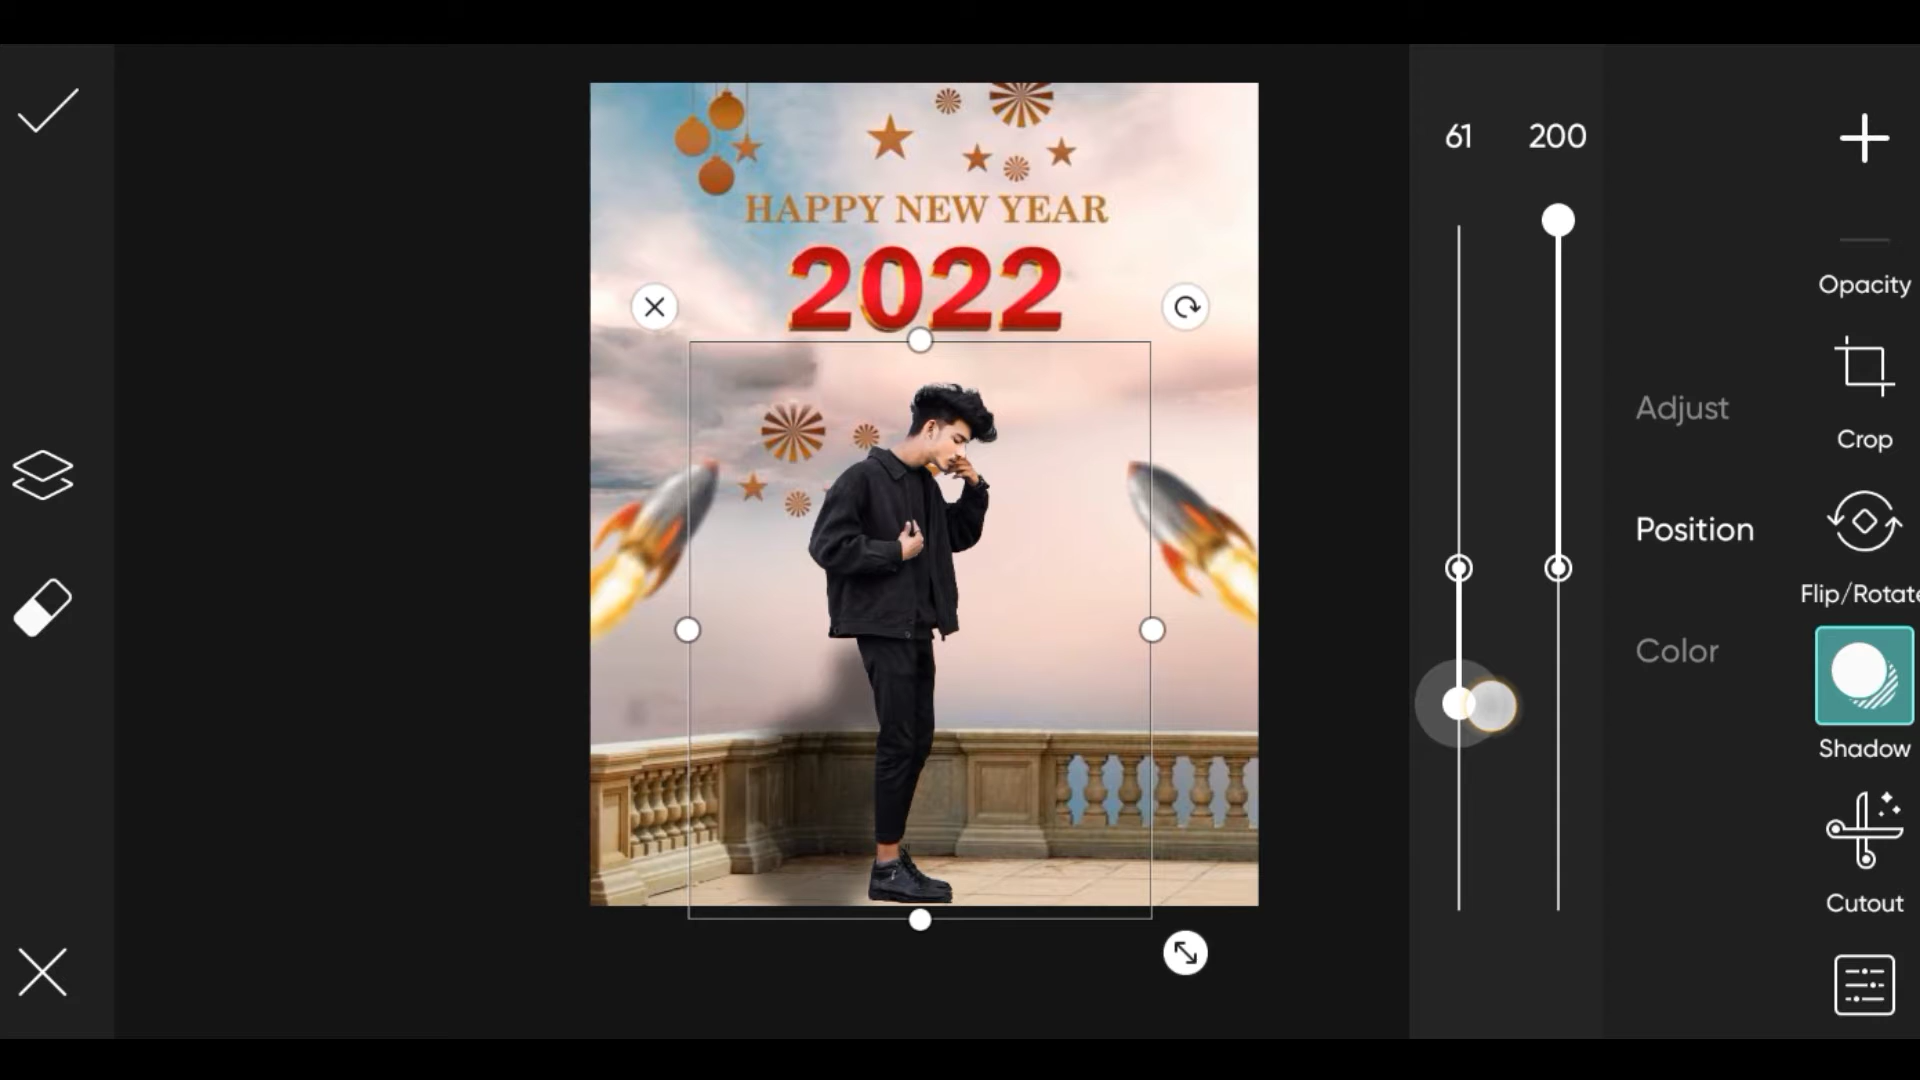 61 200
HAPPY NEW YEAR
2022
Adjust
Position
Color
Opacity
Crop
Flip/Rotate
Shadow
Cutout